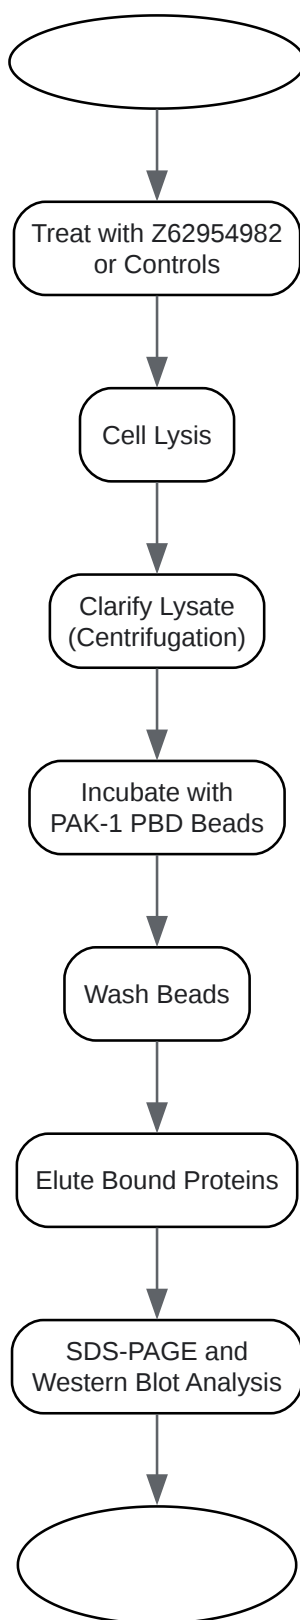 Treat with Z62954982
or Controls
Cell Lysis
Clarify Lysate
(Centrifugation)
Incubate with
PAK-1 PBD Beads
Wash Beads
Elute Bound Proteins
SDS-PAGE and
Western Blot Analysis